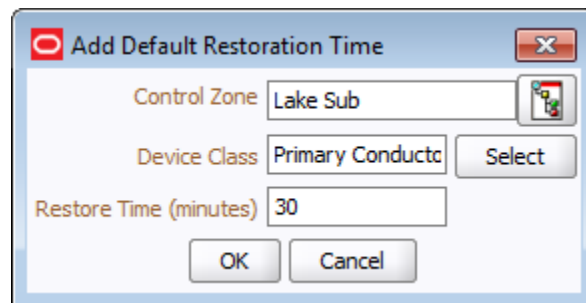 Add Default Restoration Time
Control Zone Lake Sub
Device Class Primary Conductc Select
Restore Time (minutes) 30
OK Cancel